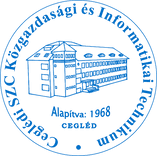 Ceglédi SZC Közgazdasági és Informatikai Technikum
Alapítva: 1968
CEGLÉD